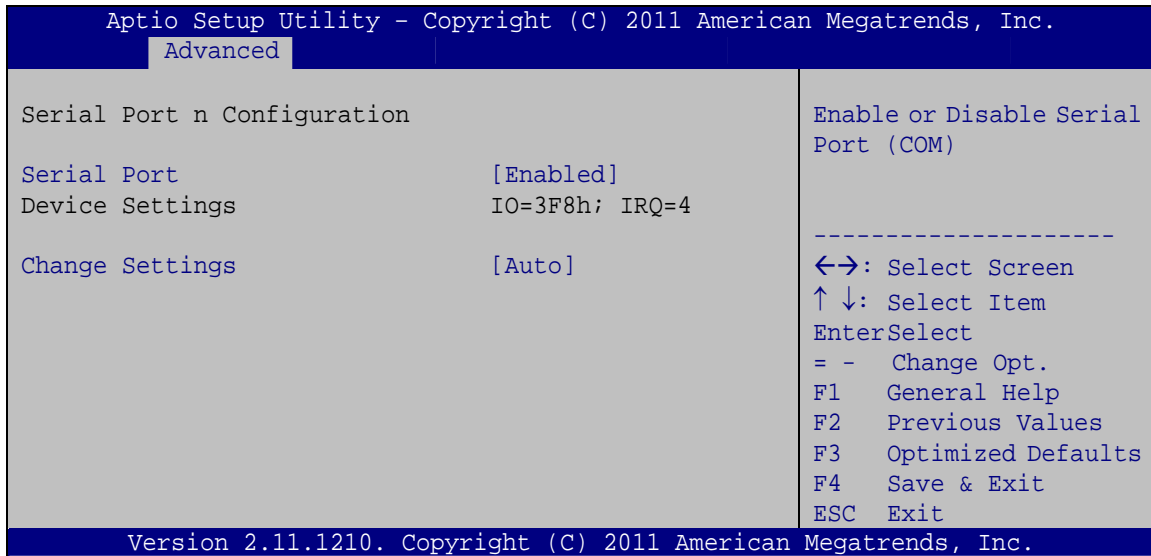 Aptio Setup Utility – Copyright (C) 2011 American Megatrends, Inc.
Advanced
Serial Port n Configuration
Serial Port [Enabled]
Device Settings IO=3F8h; IRQ=4
Change Settings [Auto]
Enable or Disable Serial
Port (COM)
---------------------
←→: Select Screen
↑ ↓: Select Item
EnterSelect
= - Change Opt.
F1 General Help
F2 Previous Values
F3 Optimized Defaults
F4 Save & Exit
ESC Exit
Version 2.11.1210. Copyright (C) 2011 American Megatrends, Inc.